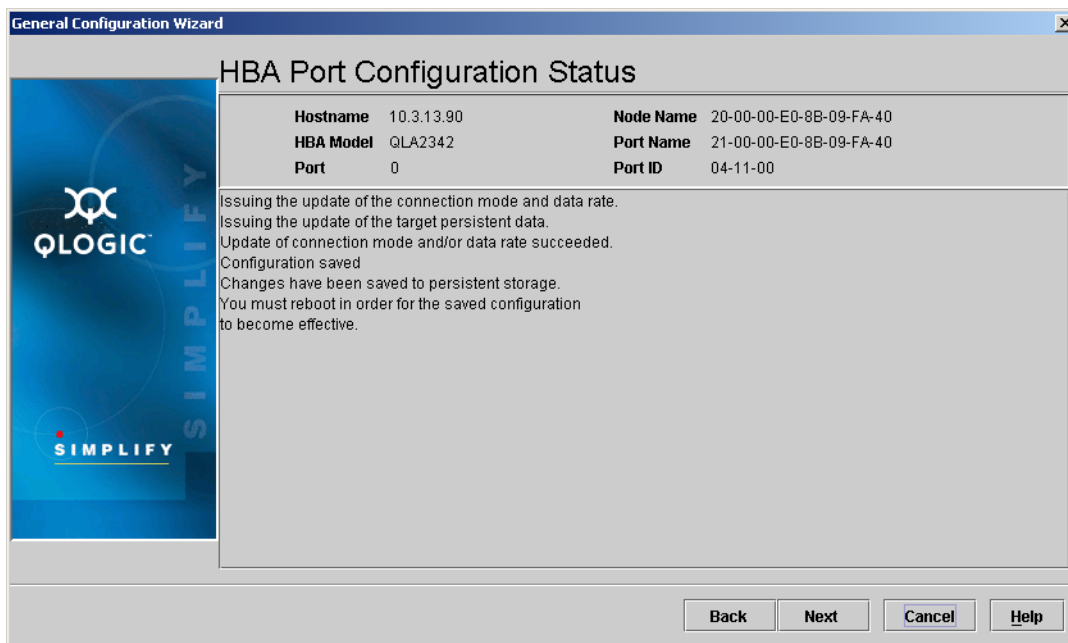 General Configuration Wizard
HBA Port Configuration Status
Hostname 10.3.13.90 Node Name 20-00-00-E0-8B-09-FA-40
HBA Model QLA2342 Port Name 21-00-00-E0-8B-09-FA-40
Port 0 Port ID 04-11-00
QLOGIC
SIMPLIFY
SIMPLIFY
Issuing the update of the connection mode and data rate.
Issuing the update of the target persistent data.
Update of connection mode and/or data rate succeeded.
Configuration saved
Changes have been saved to persistent storage.
You must reboot in order for the saved configuration
to become effective.
Back Next Cancel Help